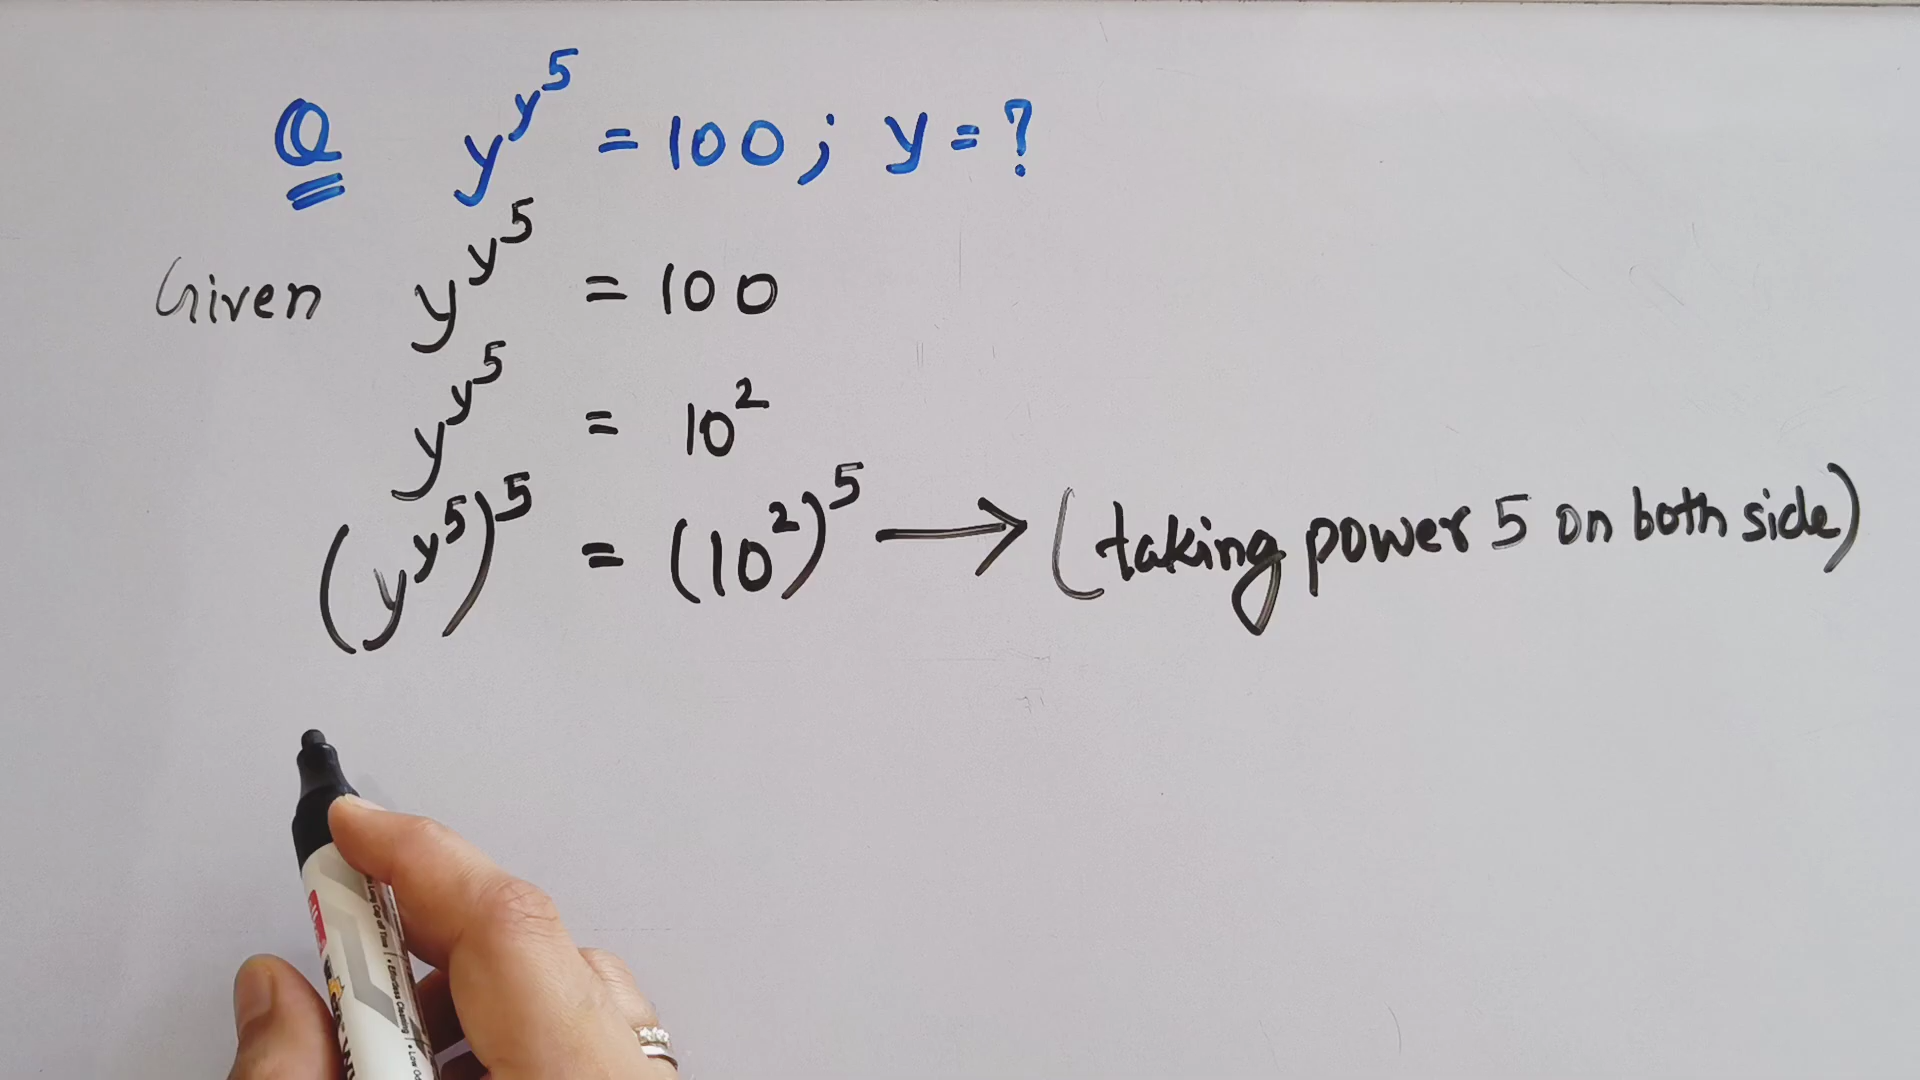 Q y^y^5 = 100 ; y = ?
Given y^y^5 = 100
y^y^5 = 10^2
(y^y^5)^5 = (10^2)^5 → (taking power 5 on both side)